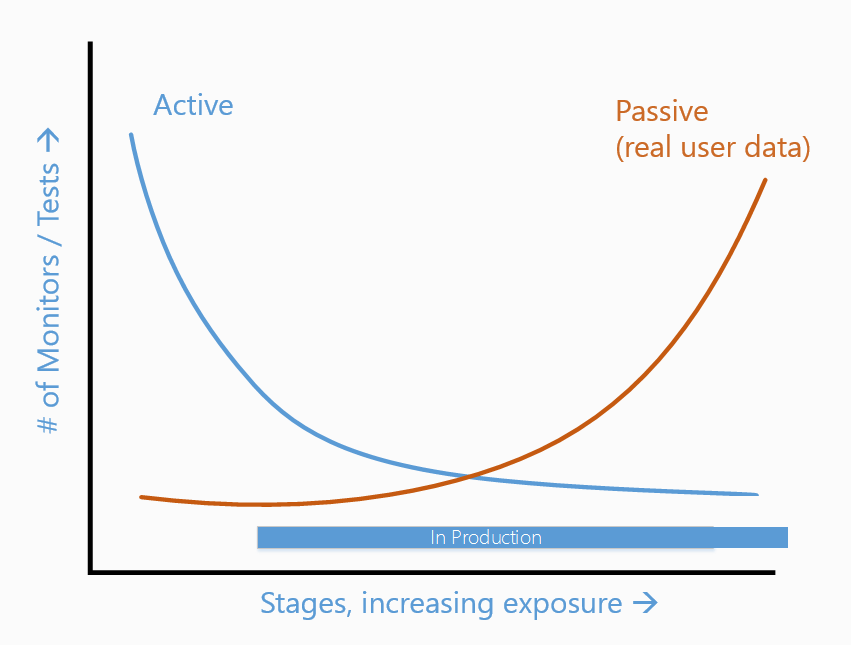 Active
Passive
(real user data)
# of Monitors / Tests →
In Production
Stages, increasing exposure →